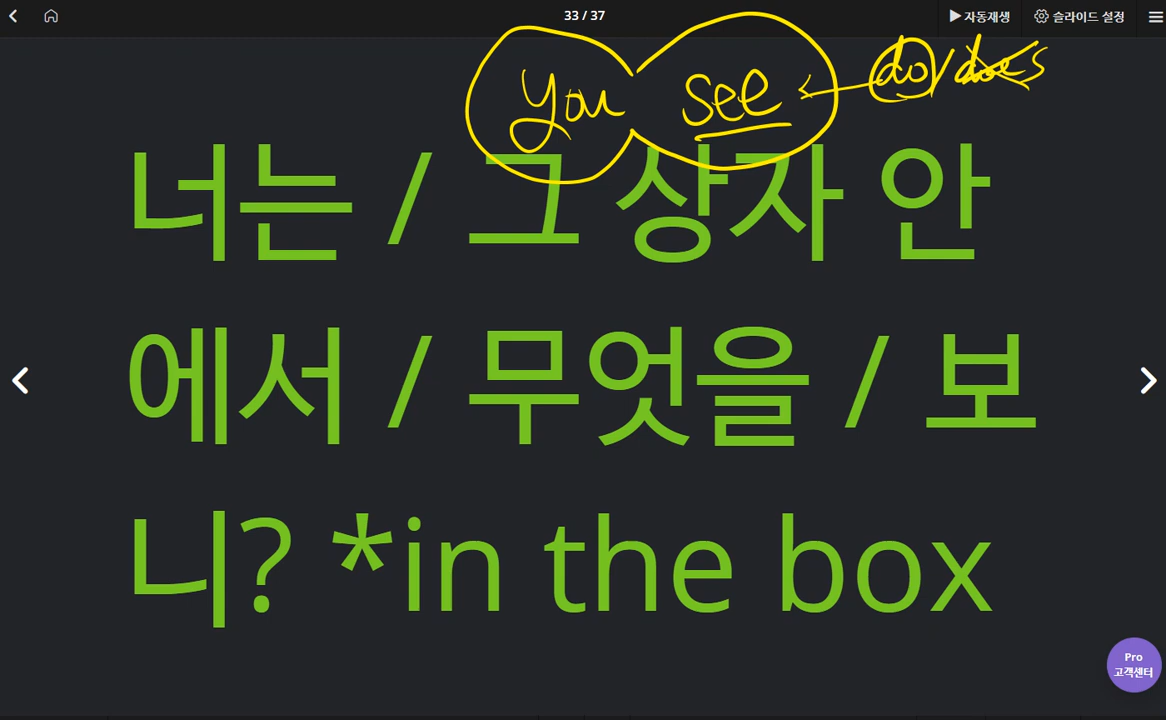 33 / 37
자동재생
슬라이드 설정
you see ← do / does
너는 / 그 상자 안
에서 / 무엇을 / 보
니? *in the box
Pro
고객센터